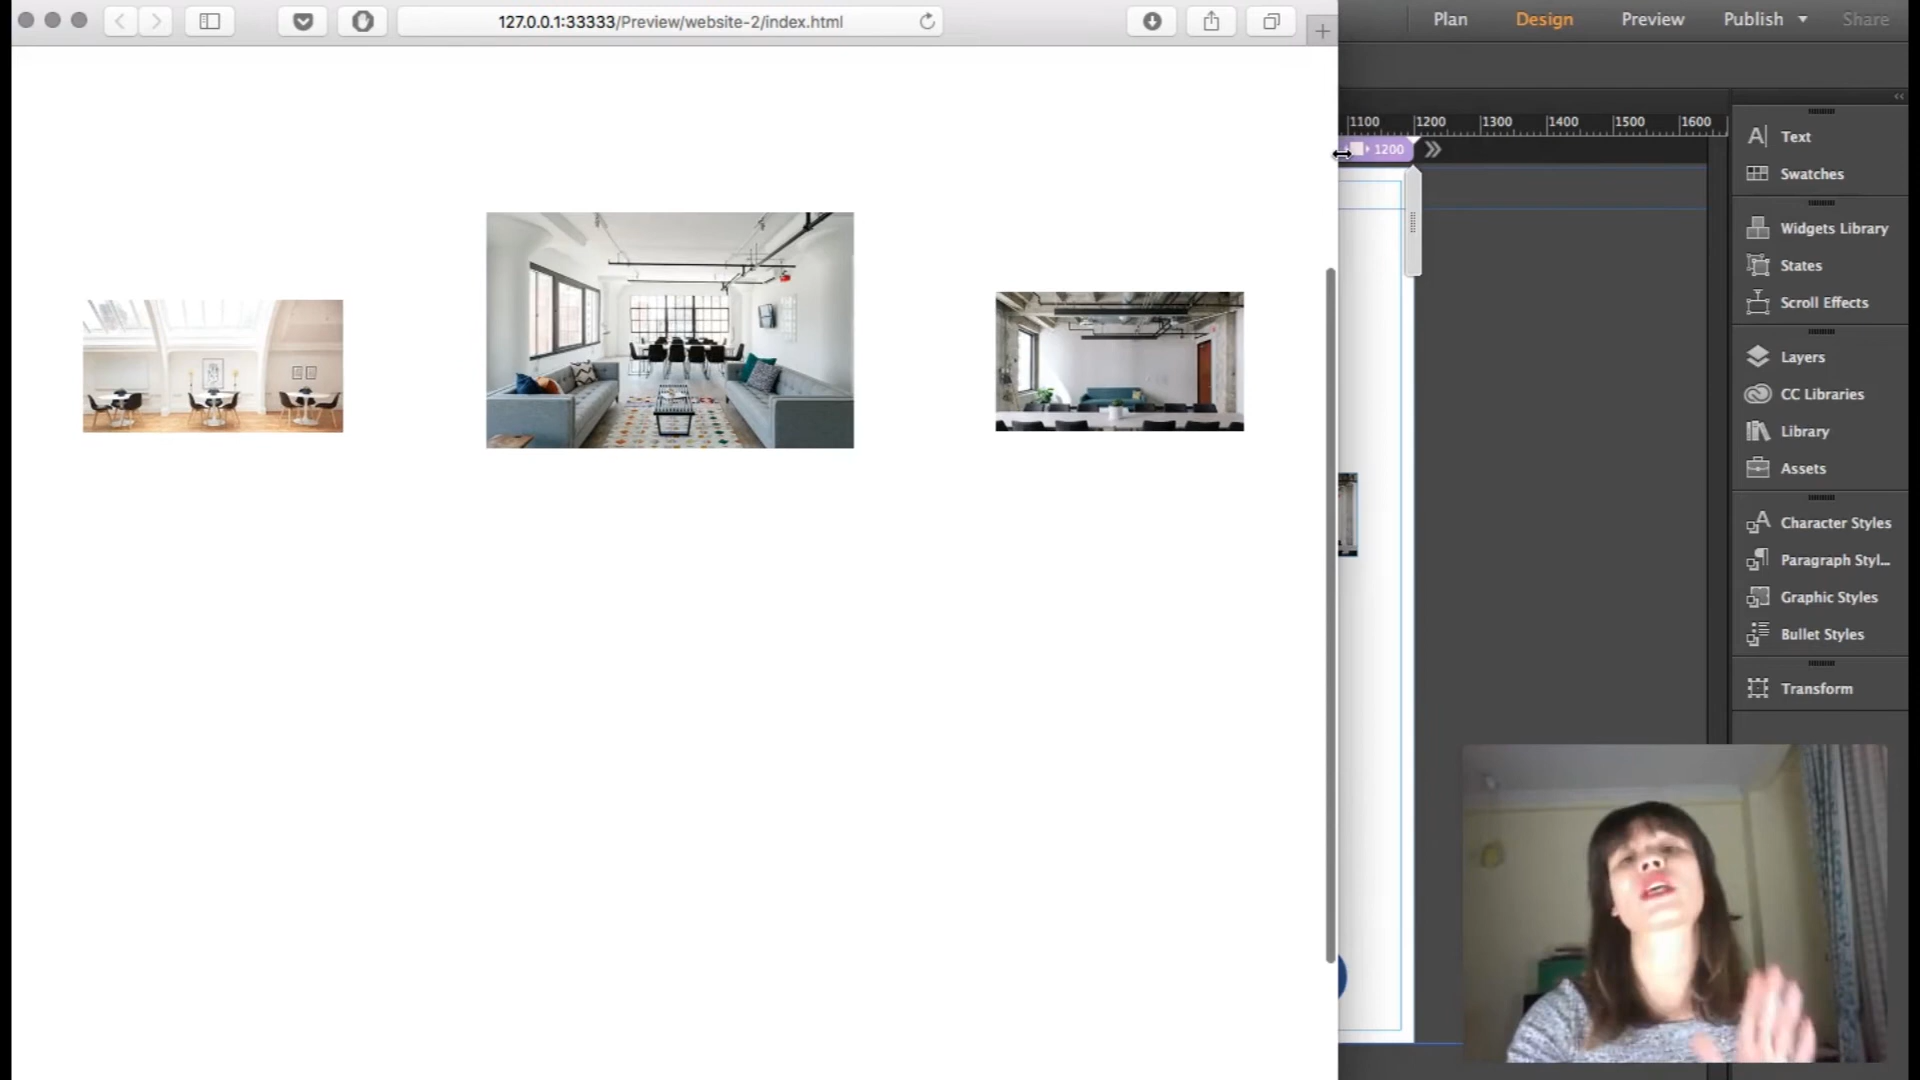 127.0.0.1:33333/Preview/website-2/index.html
Plan
Design
Preview
Publish
Share
1100
1200
1300
1400
1500
1600
1200
Text
Swatches
Widgets Library
States
Scroll Effects
Layers
CC Libraries
Library
Assets
Character Styles
Paragraph Styl...
Graphic Styles
Bullet Styles
Transform